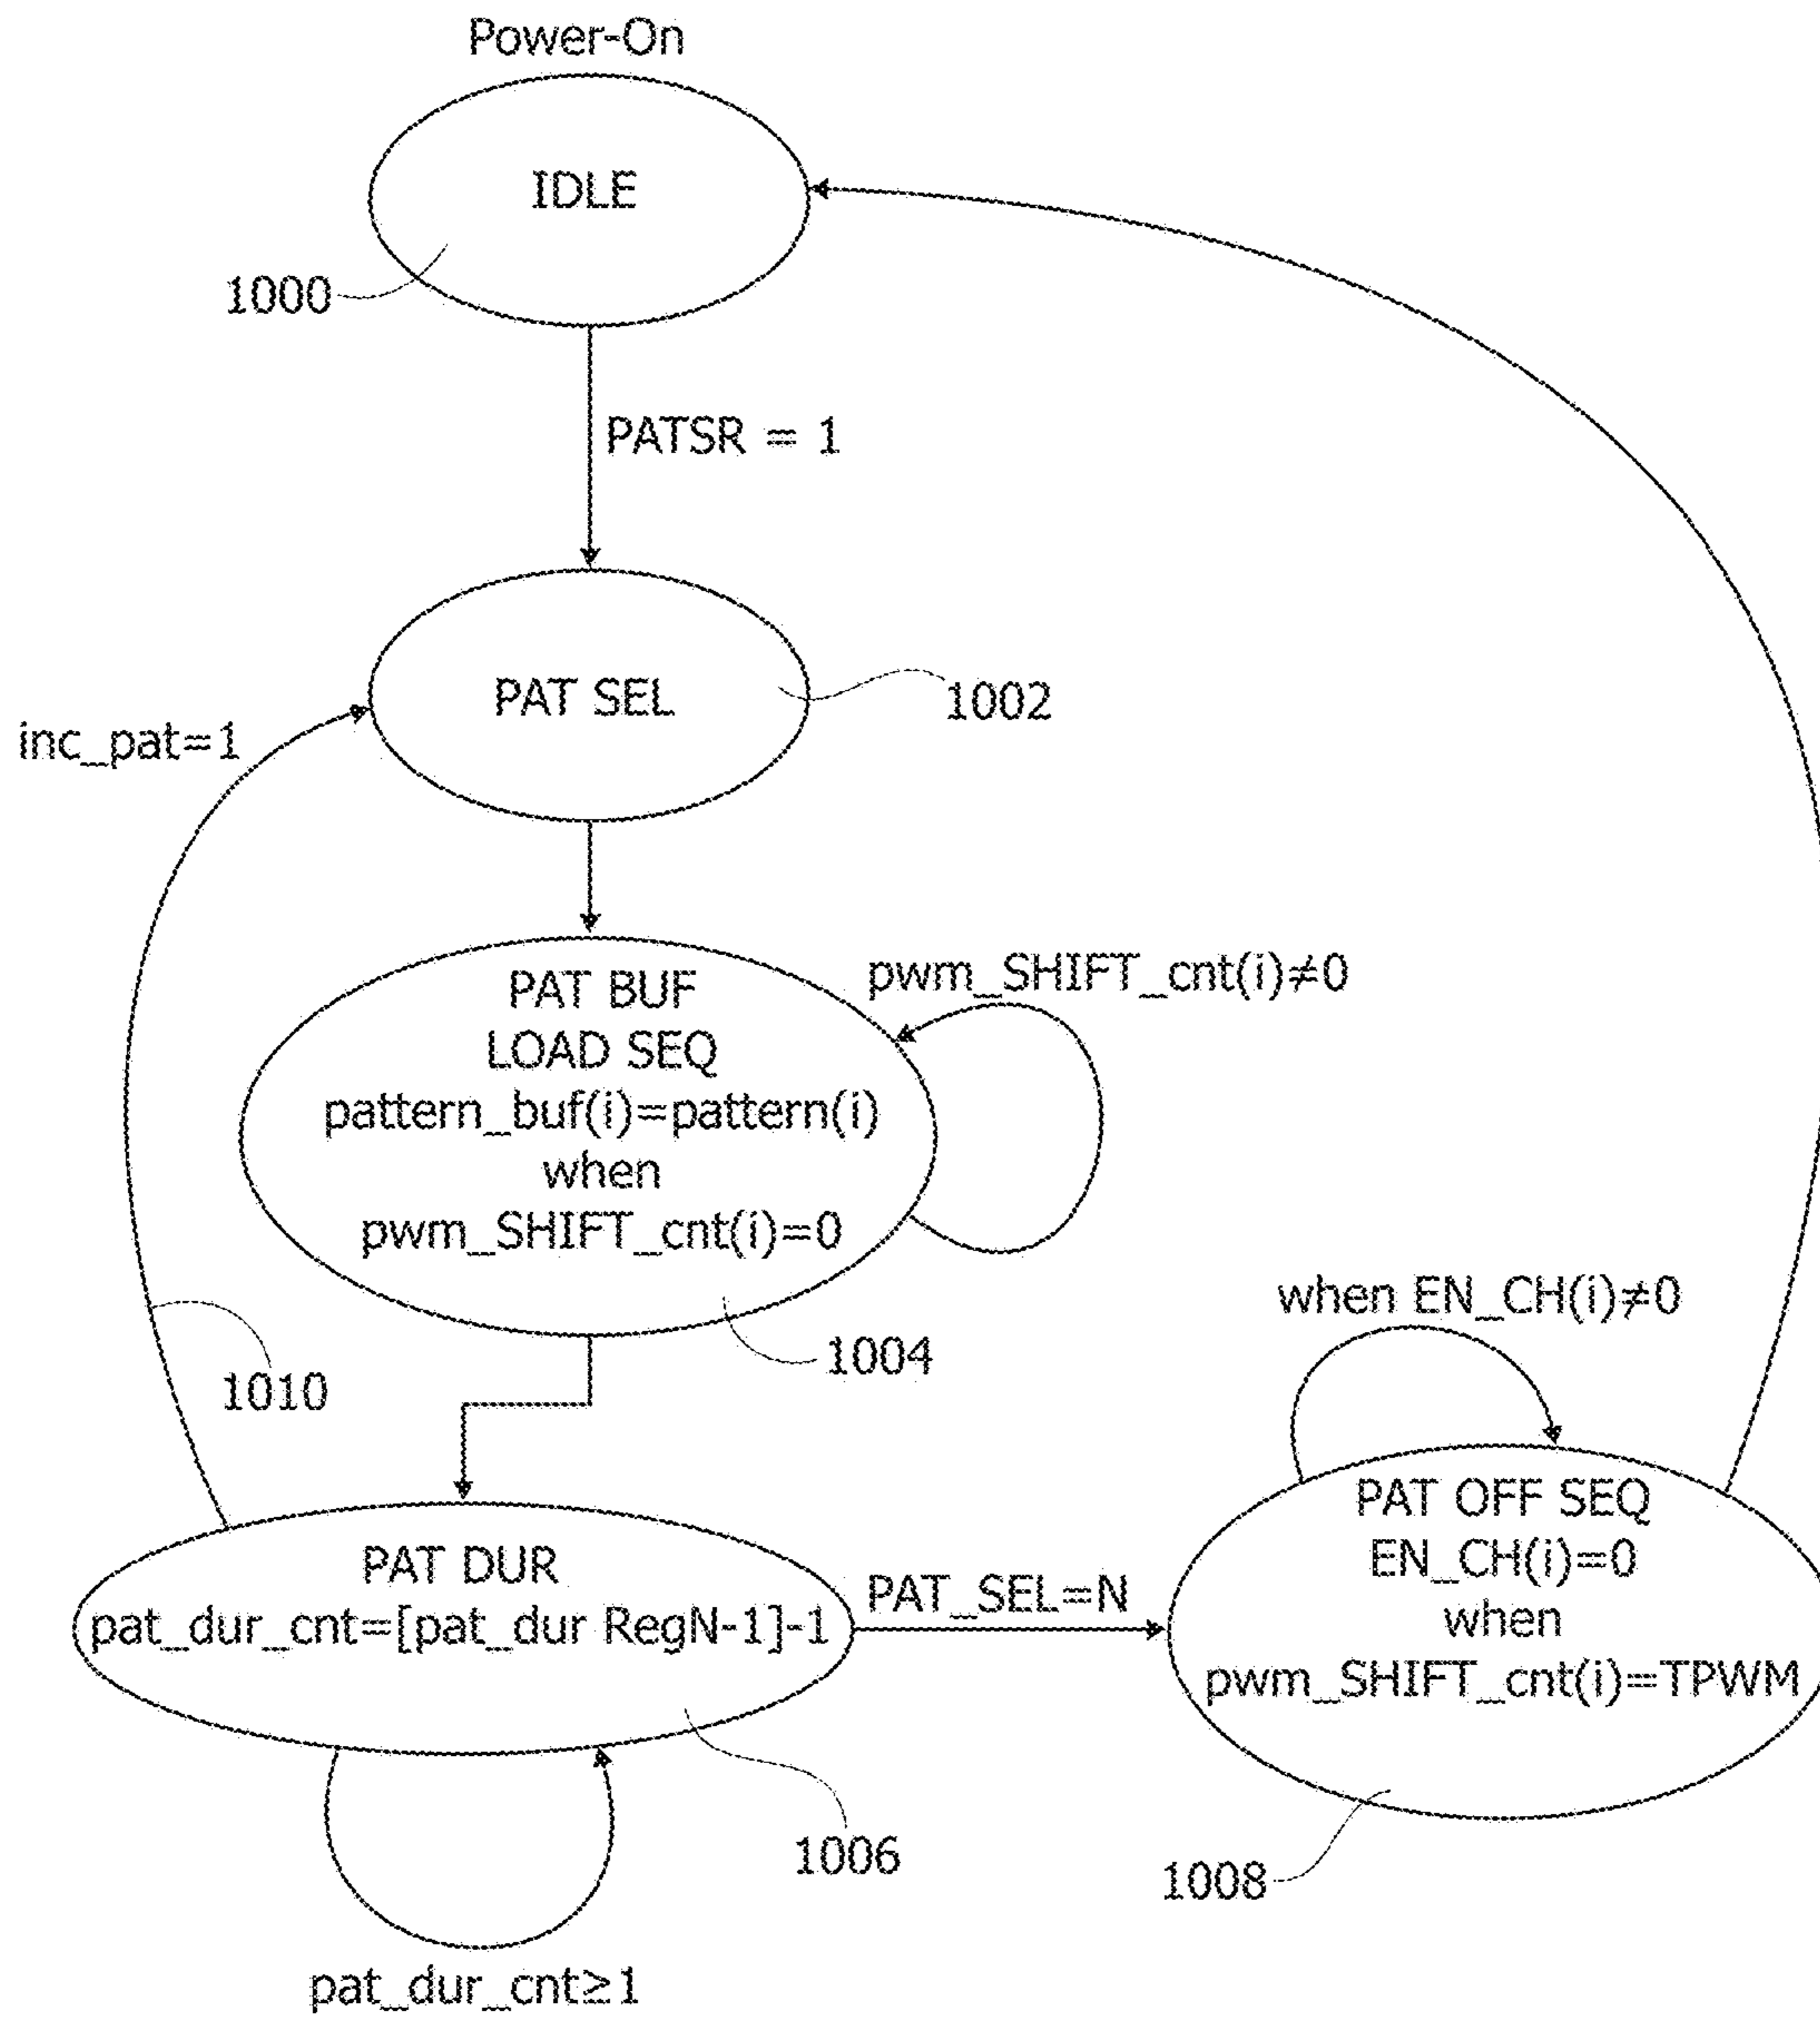 Power-On
IDLE
1000
PATSR = 1
PAT SEL
1002
inc_pat=1
PAT BUF
LOAD SEQ
pattern_buf(i)=pattern(i)
when
pwm_SHIFT_cnt(i)=0
pwm_SHIFT_cnt(i)≠0
1004
1010
when EN_CH(i)≠0
PAT DUR
pat_dur_cnt=[pat_dur RegN-1]-1
PAT_SEL=N
PAT OFF SEQ
EN_CH(i)=0
when
pwm_SHIFT_cnt(i)=TPWM
1006
1008
pat_dur_cnt≥1